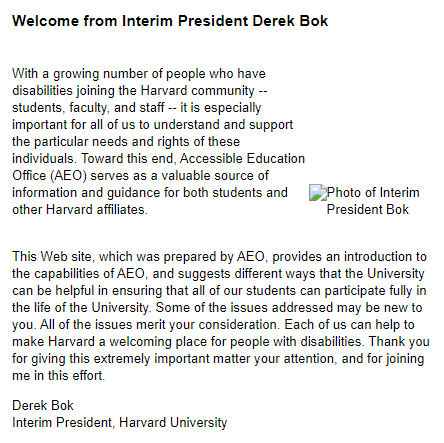 Welcome from Interim President Derek Bok
With a growing number of people who have
disabilities joining the Harvard community --
students, faculty, and staff -- it is especially
important for all of us to understand and support
the particular needs and rights of these
individuals. Toward this end, Accessible Education
Office (AEO) serves as a valuable source of
information and guidance for both students and
other Harvard affiliates.
Photo of Interim
President Bok
This Web site, which was prepared by AEO, provides an introduction to
the capabilities of AEO, and suggests different ways that the University
can be helpful in ensuring that all of our students can participate fully in
the life of the University. Some of the issues addressed may be new to
you. All of the issues merit your consideration. Each of us can help to
make Harvard a welcoming place for people with disabilities. Thank you
for giving this extremely important matter your attention, and for joining
me in this effort.
Derek Bok
Interim President, Harvard University